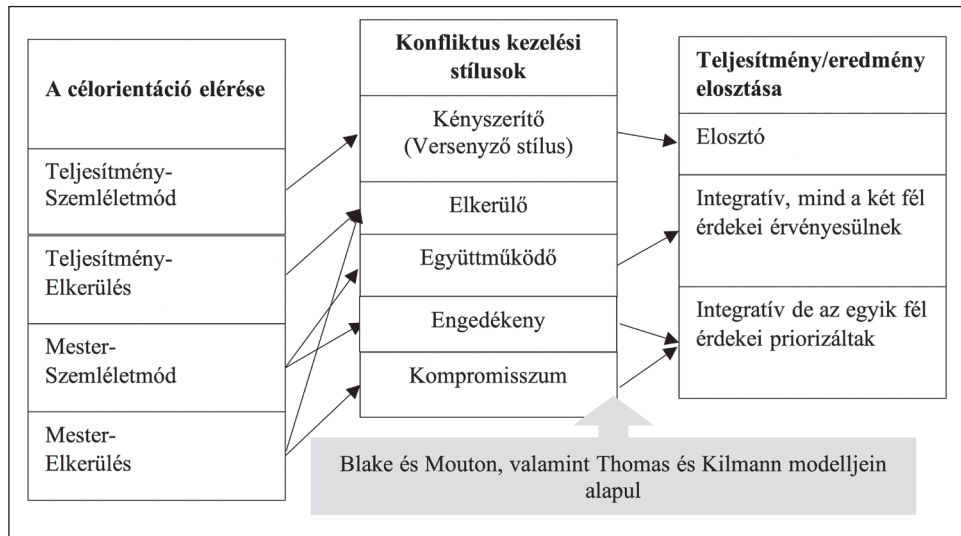 A célorientáció elérése
Teljesítmény-
Szemléletmód
Teljesítmény-
Elkerülés
Mester-
Szemléletmód
Mester-
Elkerülés
Konfliktus kezelési
stílusok
Kényszerítő
(Versenyző stílus)
Elkerülő
Együttműködő
Engedékeny
Kompromisszum
Teljesítmény/eredmény
elosztása
Elosztó
Integratív, mind a két fél
érdekei érvényesülnek
Integratív de az egyik fél
érdekei priorizáltak
Blake és Mouton, valamint Thomas és Kilmann modelljein
alapul